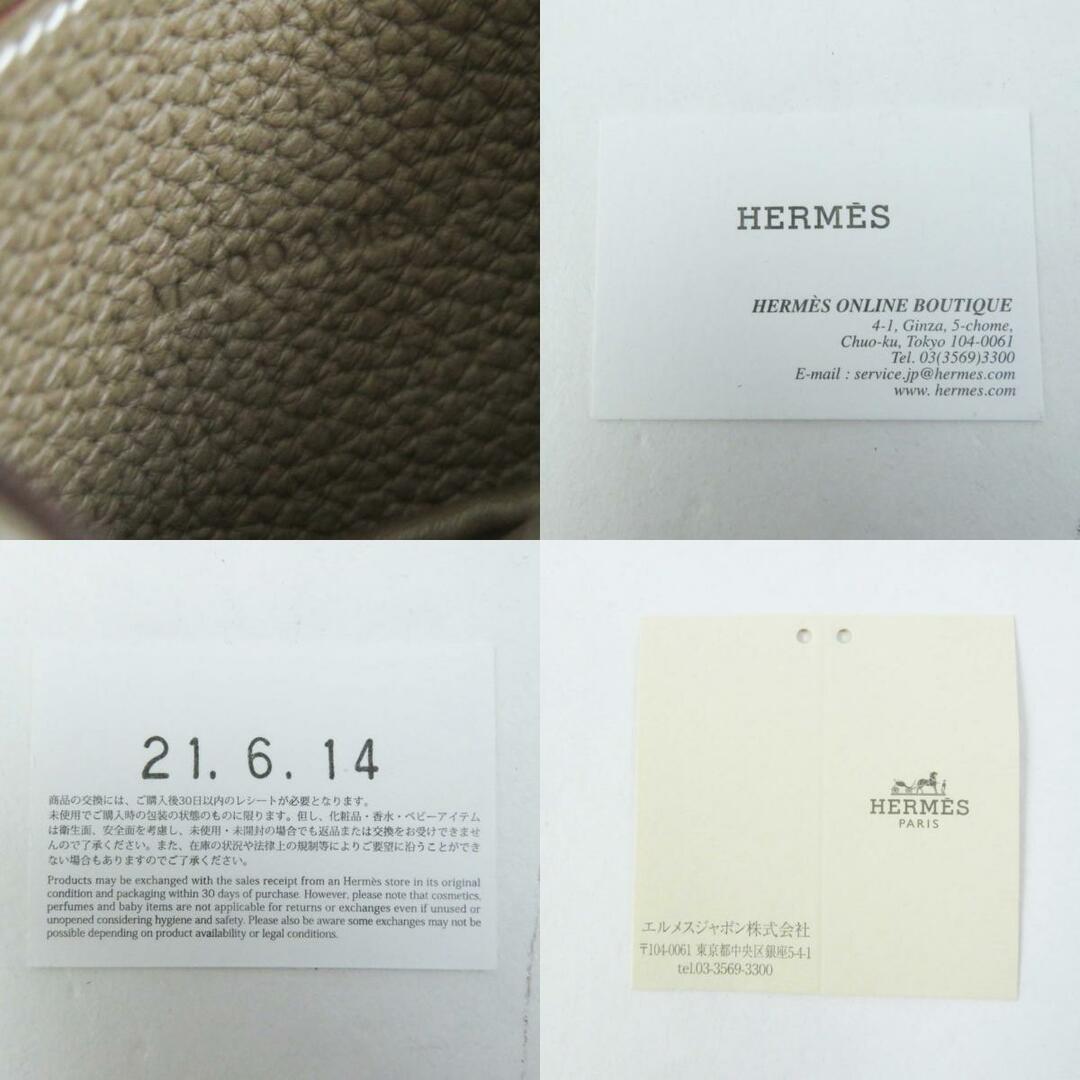 HERMÈS
HERMÈS ONLINE BOUTIQUE
4-1, Ginza, 5-chome,
Chuo-ku, Tokyo 104-0061
Tel. 03(3569)3300
E-mail : service.jp@hermes.com
www. hermes.com
21. 6. 14
商品の交換には、ご購入後30日以内のレシートが必要となります。
未使用でご購入時の包装の状態のものに限ります。但し、化粧品・香水・ベビーアイテム
は衛生面、安全面を考慮し、未使用・未開封の場合でも返品または交換をお受けできませ
んので了承ください。また、在庫の状況や法律上の規制等によりご要望に沿うことができ
ない場合もありますのでご了承ください。
Products may be exchanged with the sales receipt from an Hermès store in its original
condition and packaging within 30 days of purchase. However, please note that cosmetics,
perfumes and baby items are not applicable for returns or exchanges even if unused or
unopened considering hygiene and safety. Please also be aware some exchanges may not be
possible depending on product availability or legal conditions.
HERMÈS
PARIS
エルメスジャポン株式会社
〒104-0061 東京都中央区銀座5-4-1
tel.03-3569-3300